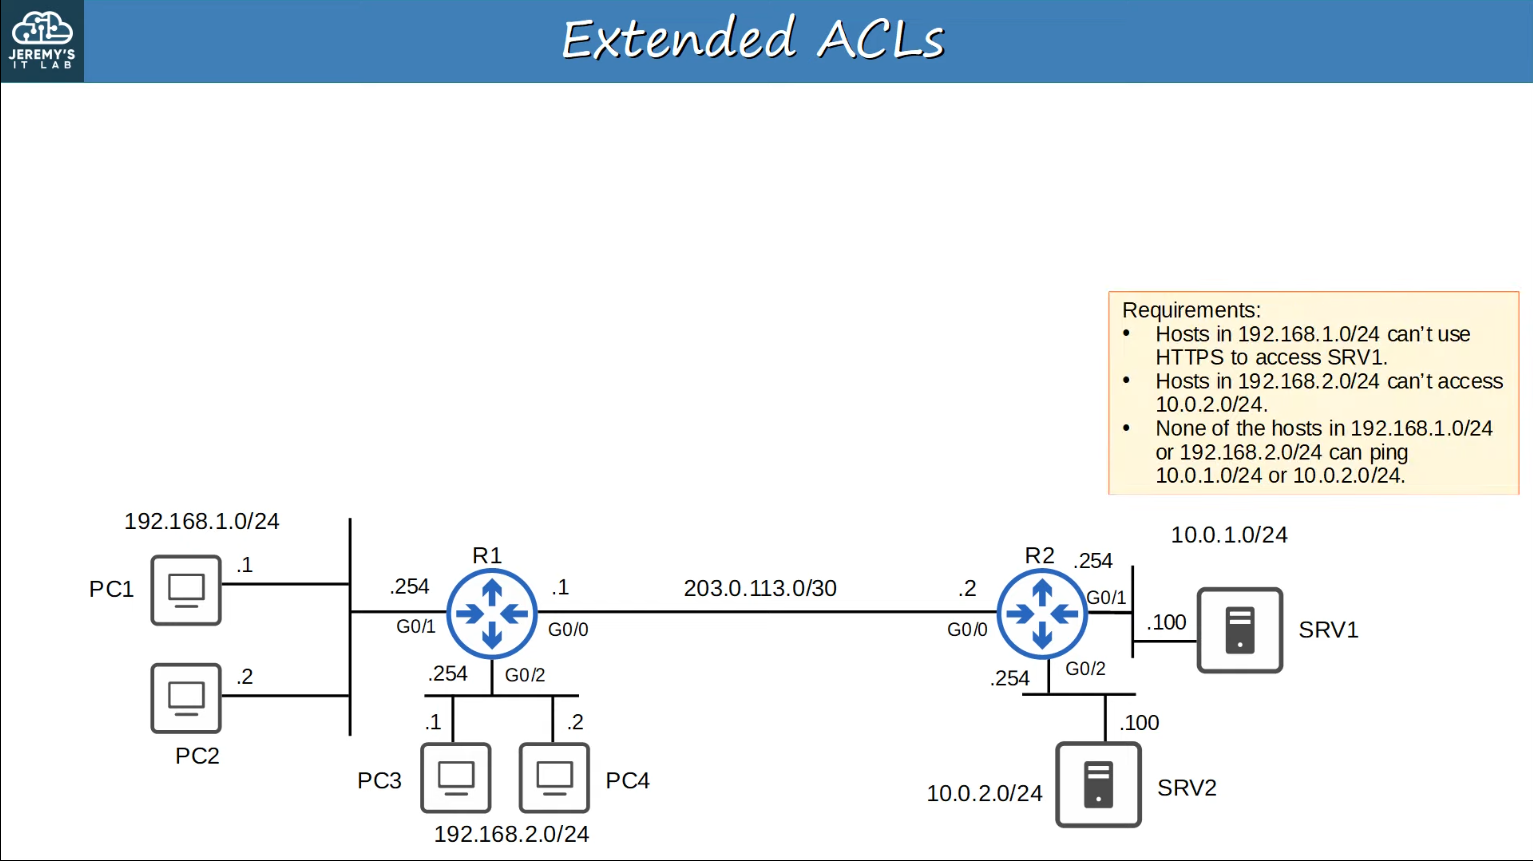 JEREMY'S
IT LAB
Extended ACLs
Requirements:
• Hosts in 192.168.1.0/24 can't use
HTTPS to access SRV1.
• Hosts in 192.168.2.0/24 can't access
10.0.2.0/24.
• None of the hosts in 192.168.1.0/24
or 192.168.2.0/24 can ping
10.0.1.0/24 or 10.0.2.0/24.
192.168.1.0/24
PC1
.1
PC2
.2
.254
G0/1
R1
.1
G0/0
.254
G0/2
.1
.2
PC3
PC4
192.168.2.0/24
203.0.113.0/30
.2
G0/0
R2
.254
G0/1
10.0.1.0/24
.100
SRV1
.254
G0/2
.100
10.0.2.0/24
SRV2